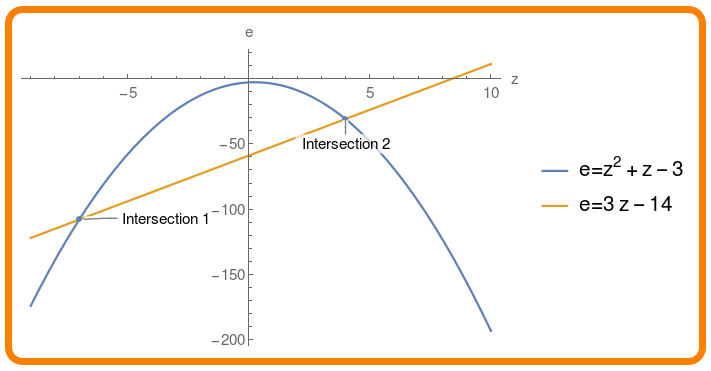 e
z
−5
5
10
−50
Intersection 2
Intersection 1
−100
−150
−200
e=z² + z − 3
e=3 z − 14